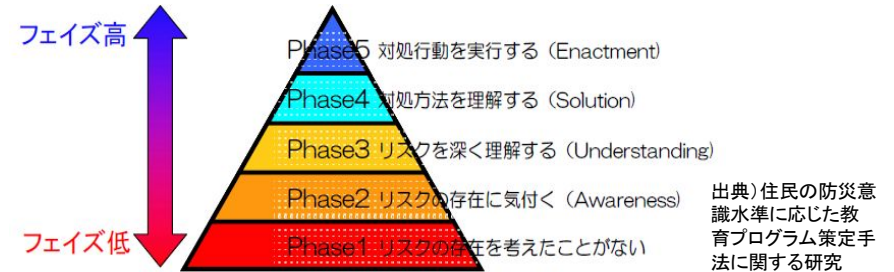 フェイズ高
Phase5 対処行動を実行する（Enactment)
Phase4 対処方法を理解する（Solution)
Phase3 リスクを深く理解する（Understanding)
Phase2 リスクの存在に気付く（Awareness)
Phase1 リスクの存在を考えたことがない
フェイズ低
出典）住民の防災意
識水準に応じた教
育プログラム策定手
法に関する研究